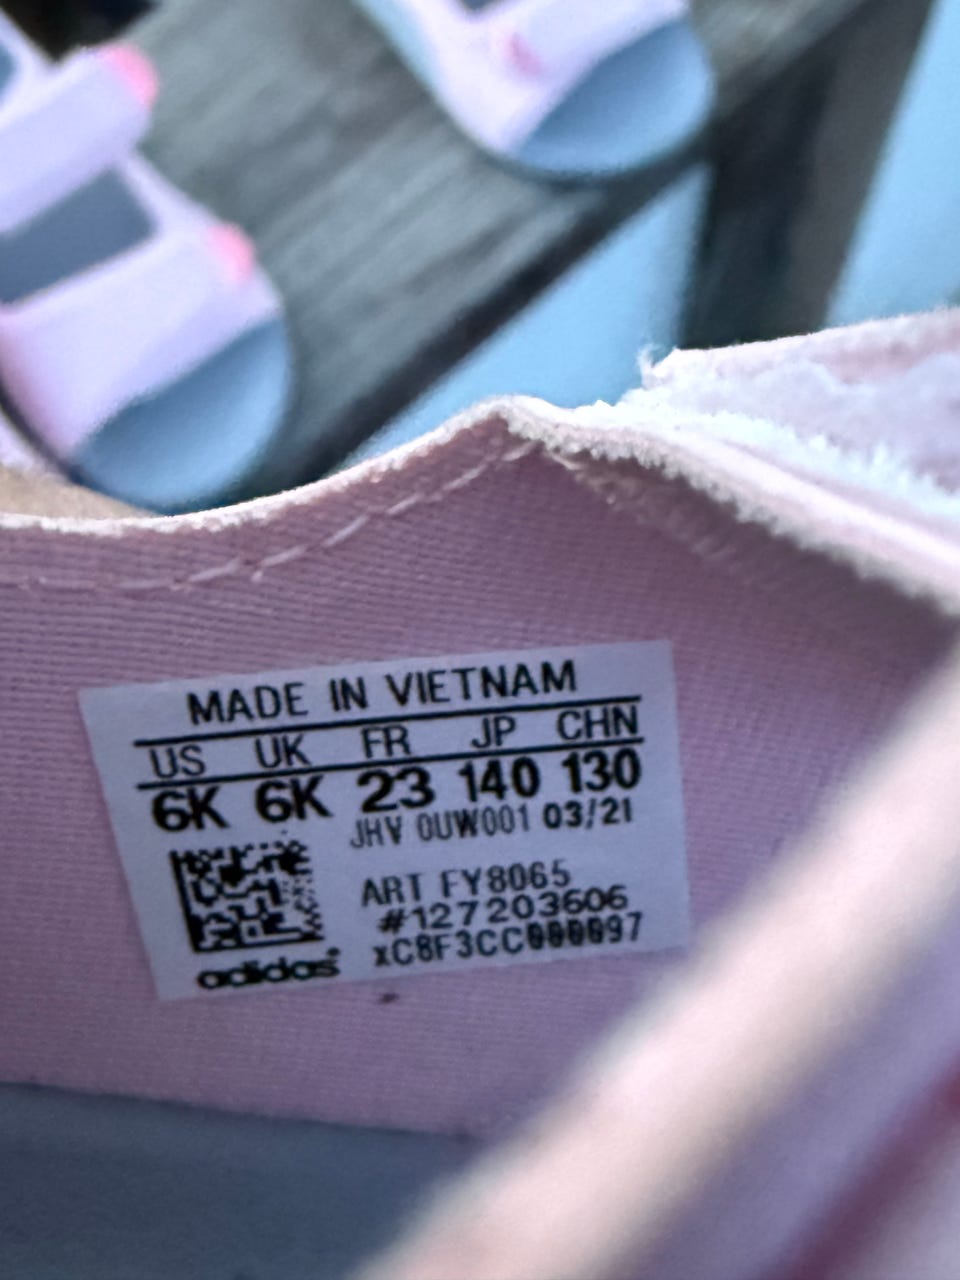 MADE IN VIETNAM
US UK FR JP CHN
6K 6K 23 140 130
JHV 0UW001 03/21
ART FY8065
#127203606
xC8F3CC000097
adidas